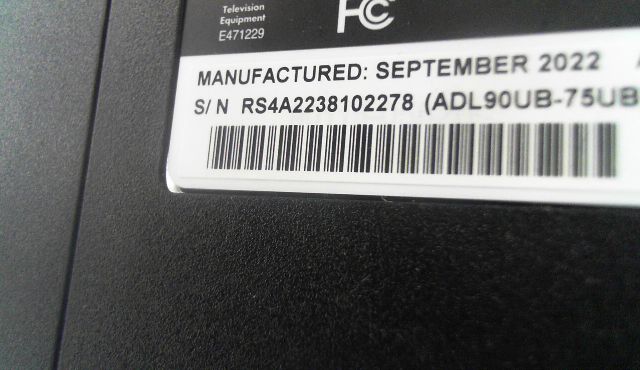 Television
Equipment
E471229
FC
MANUFACTURED: SEPTEMBER 2022
S/N RS4A2238102278 (ADL90UB-75UB